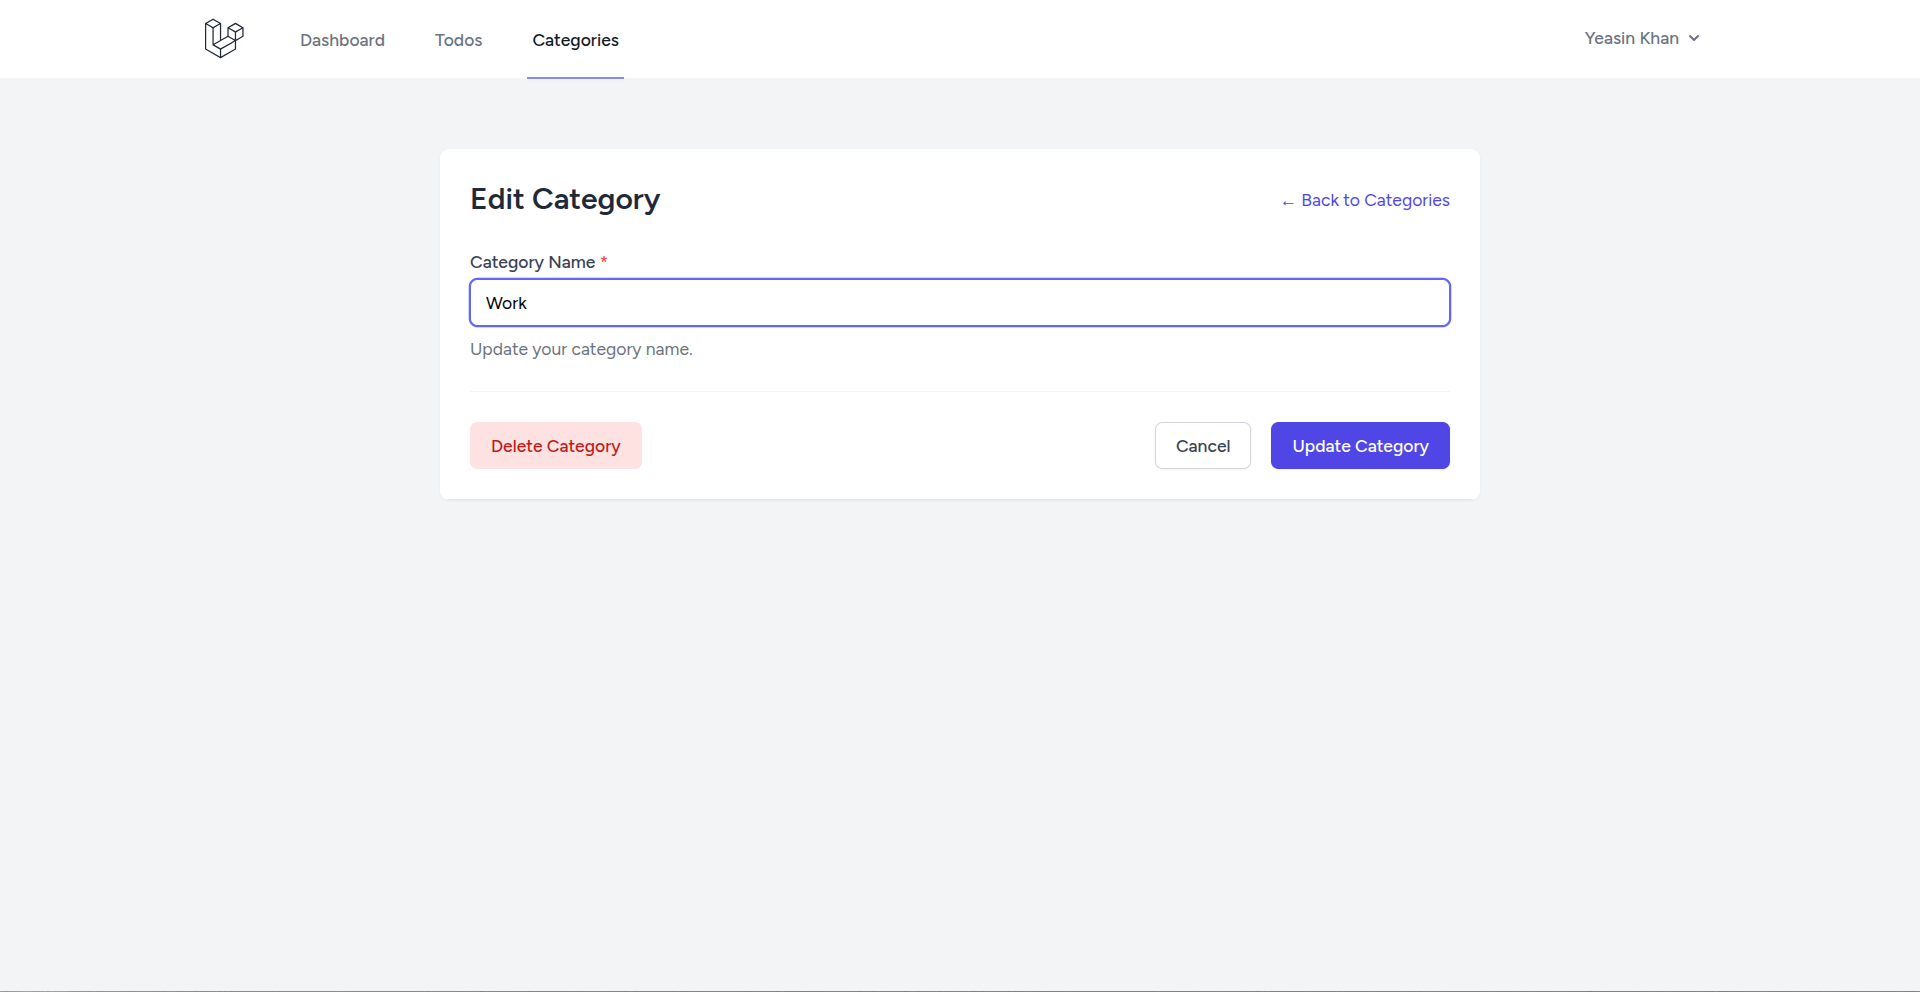 Dashboard Todos Categories Yeasin Khan
Edit Category
← Back to Categories
Category Name *
Work
Update your category name.
Delete Category Cancel Update Category